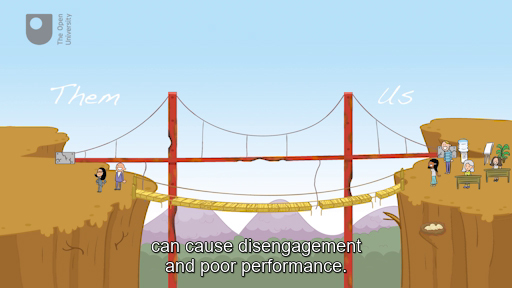 The Open
University
Them
Us
can cause disengagement
and poor performance.